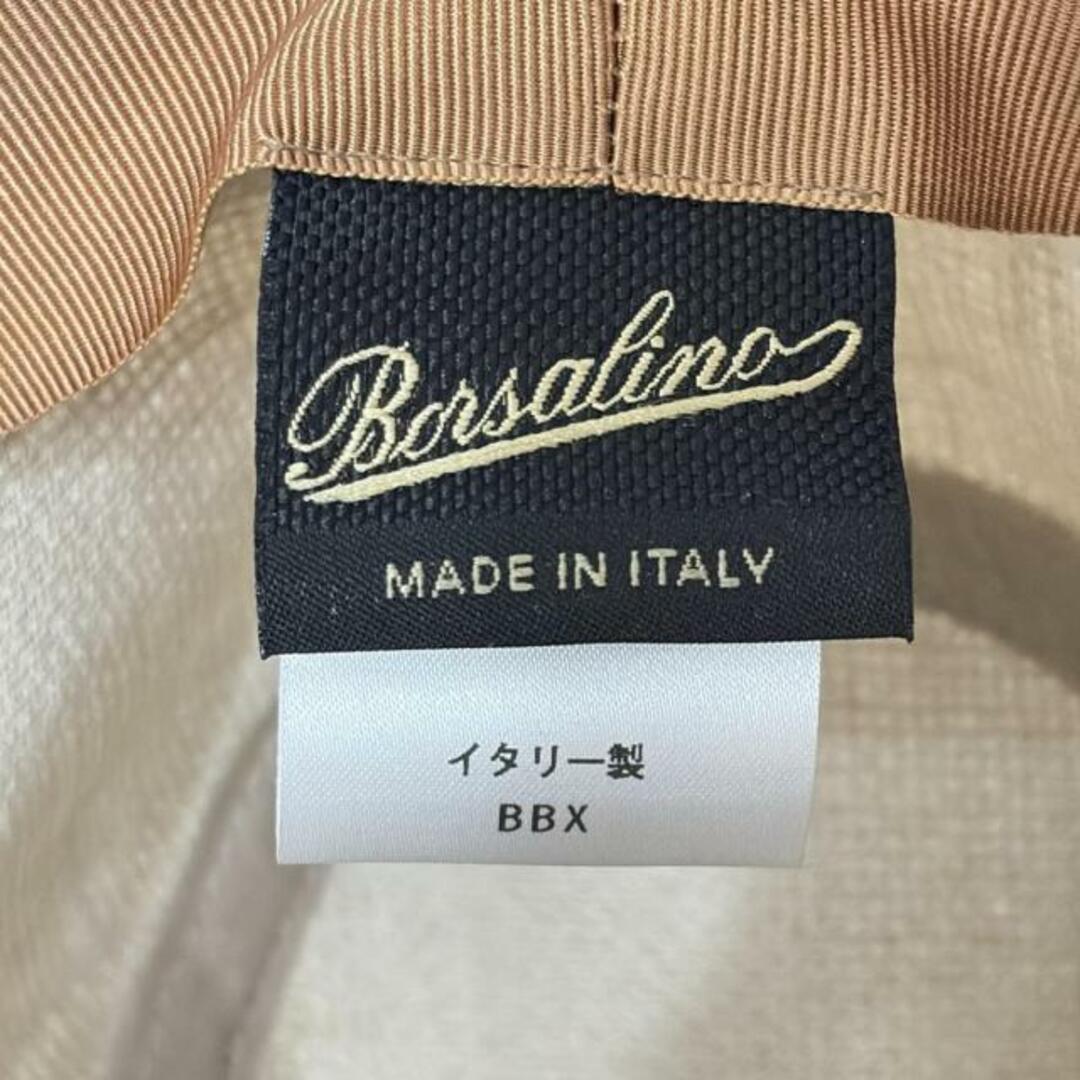 Borsalino
MADE IN ITALY
イタリー製
BBX